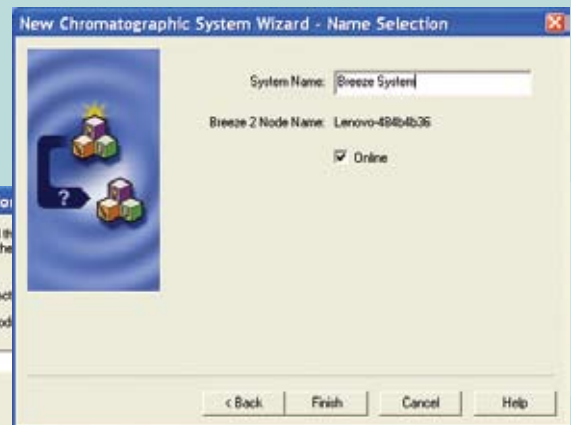 New Chromatographic System Wizard - Name Selection
System Name: Breeze System
Breeze 2 Node Name: Lenovo-484b4b36
Online
?
< Back Finish Cancel Help